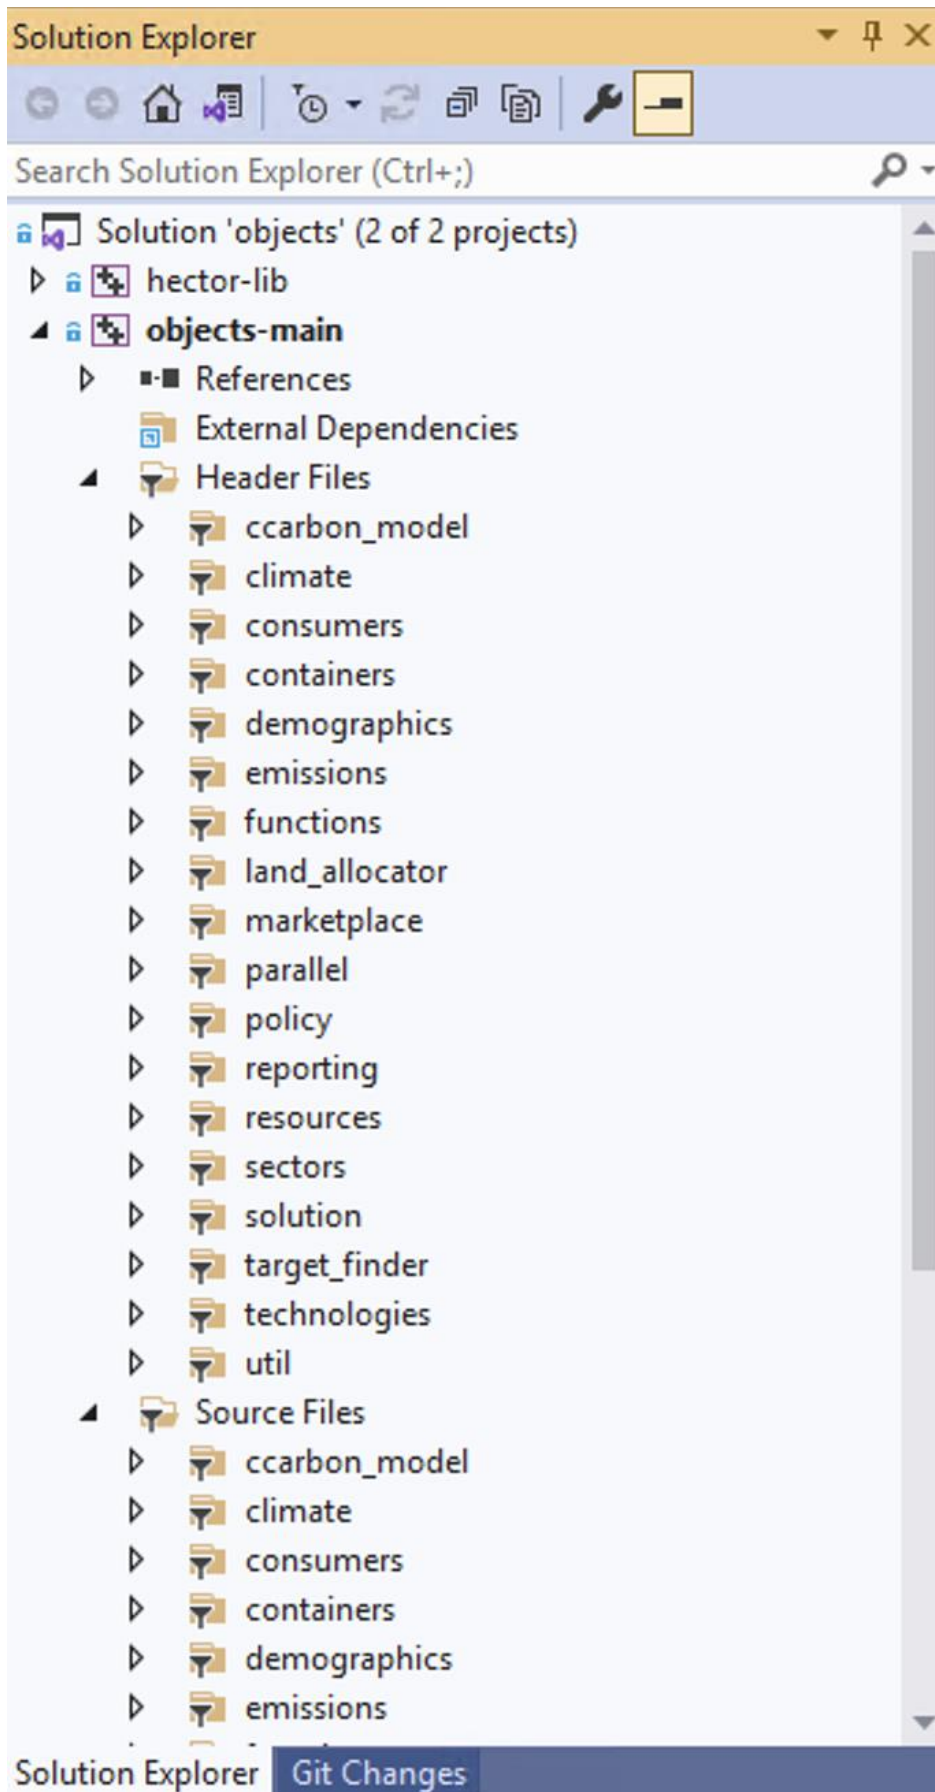 Solution Explorer
Search Solution Explorer (Ctrl+;)
Solution 'objects' (2 of 2 projects)
hector-lib
objects-main
References
External Dependencies
Header Files
ccarbon_model
climate
consumers
containers
demographics
emissions
functions
land_allocator
marketplace
parallel
policy
reporting
resources
sectors
solution
target_finder
technologies
util
Source Files
ccarbon_model
climate
consumers
containers
demographics
emissions
Solution Explorer Git Changes